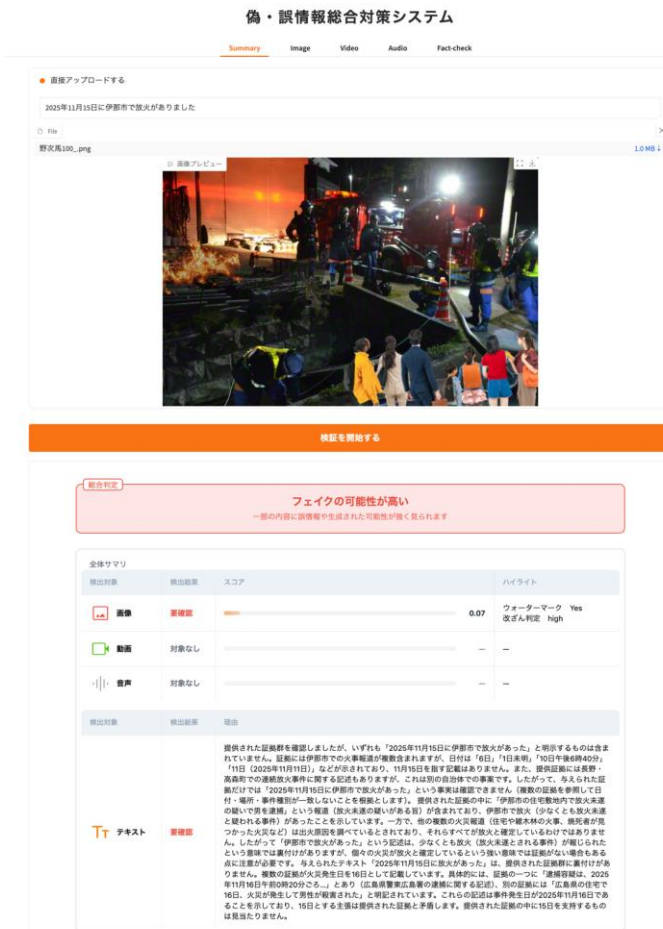 偽・誤情報総合対策システム
Summary Image Video Audio Fact-check
直接アップロードする
2025年11月15日に伊那市で放火がありました
File
野次馬100_.png 1.0 MB ↓
画像プレビュー
検証を開始する
総合判定
フェイクの可能性が高い
一部の内容に誤情報や生成された可能性が強く見られます
全体サマリ
検出対象 検出結果 スコア ハイライト
画像 要確認 0.07 ウォーターマーク Yes
改ざん判定 high
動画 対象なし — —
音声 対象なし — —
検出対象 検出結果 理由
テキスト 要確認
提供された証拠群を確認しましたが、いずれも「2025年11月15日に伊那市で放火があった」と明示するものは含ま
れていません。証拠には伊那市での火事報道が複数含まれますが、日付は「6日」「1日未明」「10日午後6時40分」
「11日（2025年11月11日）」などが示されており、11月15日を指す記載はありません。また、提供証拠には長野・
高森町での連続放火事件に関する記述もありますが、これは別の自治体での事案です。したがって、与えられた証
拠だけでは「2025年11月15日に伊那市で放火があった」という事実は確認できません（複数の証拠を参照して日
付・場所・事件種別が一致しないことを根拠とします）。 提供された証拠の中に「伊那市の住宅敷地内で放火未遂
の疑いで男を逮捕」という報道（放火未遂の疑いがある旨）が含まれており、伊那市で放火（少なくとも放火未遂
と疑われる事件）があったことを示しています。一方で、他の複数の火災報道（住宅や雑木林の火事、焼死者が見
つかった火災など）は出火原因を調べているとされており、それらすべてが放火と確定しているわけではありませ
ん。したがって「伊那市で放火があった」という記述は、少なくとも放火（放火未遂とされる事件）が報じられた
という意味では裏付けがありますが、個々の火災が放火と確定しているという強い意味では証拠がない場合もある
点に注意が必要です。 与えられたテキスト「2025年11月15日に放火があった」は、提供された証拠群に裏付けがあ
りません。複数の証拠が火災発生日を16日として記載しています。具体的には、証拠の一つに「逮捕容疑は、2025
年11月16日午前0時20分ごろ…」とあり（広島県警東広島署の逮捕に関する記述）、別の証拠には「広島県の住宅で
16日、火災が発生して男性が殺害された」と明記されています。これらの記述は事件発生日が2025年11月16日であ
ることを示しており、15日とする主張は提供された証拠と矛盾します。提供された証拠の中に15日を支持するもの
は見当たりません。